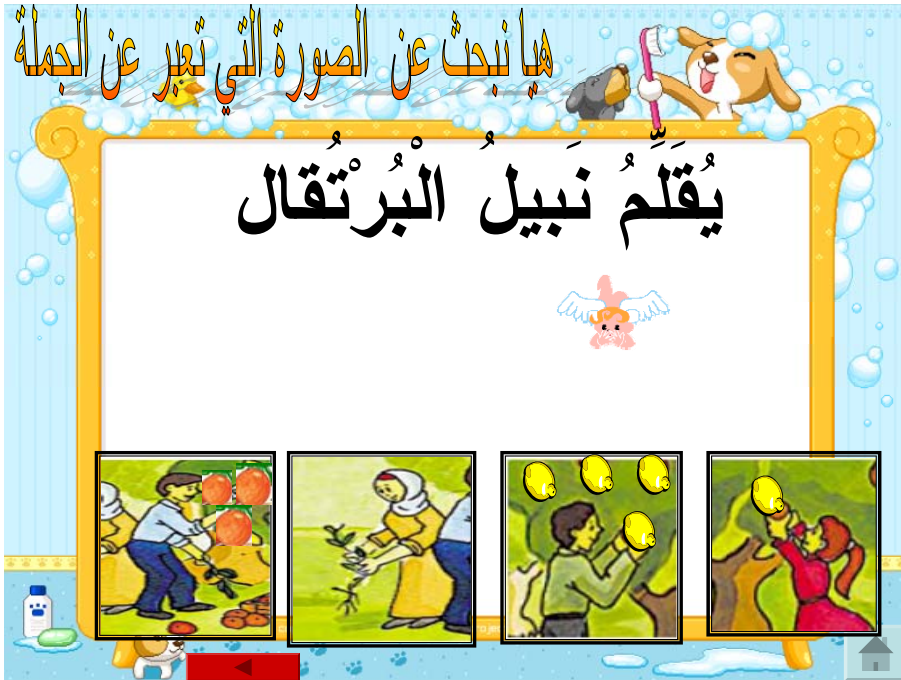 هيا نبحث عن الصورة التي تعبر عن الجملة
يُقَلِّمُ نَبيلُ الْبُرْتُقال